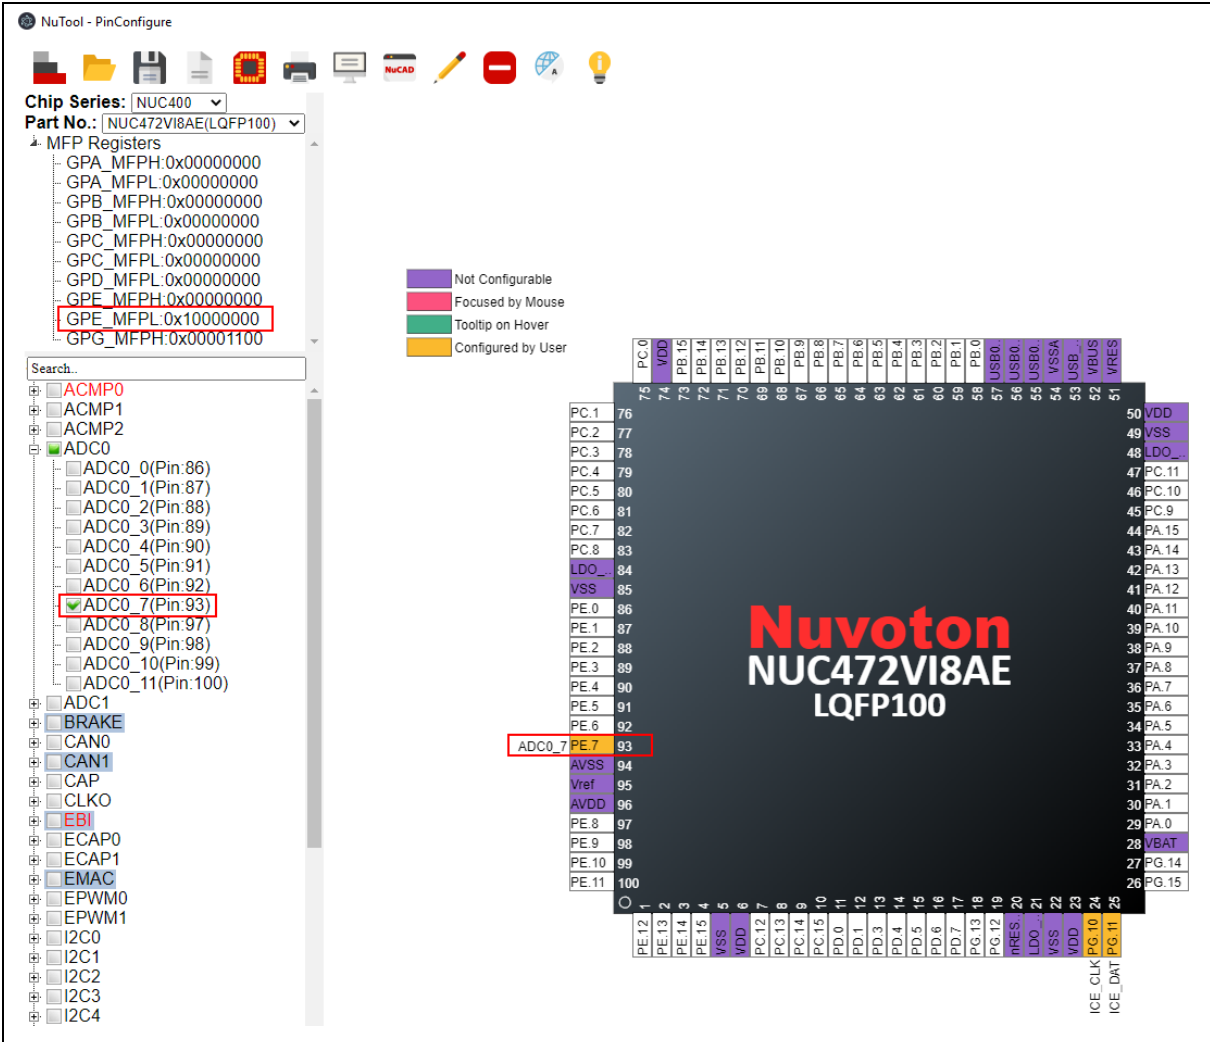 NuTool - PinConfigure
NuCAD
A
Chip Series: NUC400
Part No.: NUC472VI8AE(LQFP100)
MFP Registers
GPA_MFPH:0x00000000
GPA_MFPL:0x00000000
GPB_MFPH:0x00000000
GPB_MFPL:0x00000000
GPC_MFPH:0x00000000
GPC_MFPL:0x00000000
GPD_MFPL:0x00000000
GPE_MFPH:0x00000000
GPE_MFPL:0x10000000
GPG_MFPH:0x00001100
Search..
ACMP0
ACMP1
ACMP2
ADC0
ADC0_0(Pin:86)
ADC0_1(Pin:87)
ADC0_2(Pin:88)
ADC0_3(Pin:89)
ADC0_4(Pin:90)
ADC0_5(Pin:91)
ADC0_6(Pin:92)
ADC0_7(Pin:93)
ADC0_8(Pin:97)
ADC0_9(Pin:98)
ADC0_10(Pin:99)
ADC0_11(Pin:100)
ADC1
BRAKE
CAN0
CAN1
CAP
CLKO
EBI
ECAP0
ECAP1
EMAC
EPWM0
EPWM1
I2C0
I2C1
I2C2
I2C3
I2C4
Not Configurable
Focused by Mouse
Tooltip on Hover
Configured by User
PC.0 VDD PB.15 PB.14 PB.13 PB.12 PB.11 PB.10 PB.9 PB.8 PB.7 PB.6 PB.5 PB.4 PB.3 PB.2 PB.1 PB.0 USB0.. USB0.. USB0.. VSSA USB_.. VBUS VRES
75 74 73 72 71 70 69 68 67 66 65 64 63 62 61 60 59 58 57 56 55 54 53 52 51
PC.1 76
PC.2 77
PC.3 78
PC.4 79
PC.5 80
PC.6 81
PC.7 82
PC.8 83
LDO_.. 84
VSS 85
PE.0 86
PE.1 87
PE.2 88
PE.3 89
PE.4 90
PE.5 91
PE.6 92
ADC0_7 PE.7 93
AVSS 94
Vref 95
AVDD 96
PE.8 97
PE.9 98
PE.10 99
PE.11 100
Nuvoton
NUC472VI8AE
LQFP100
50 VDD
49 VSS
48 LDO_..
47 PC.11
46 PC.10
45 PC.9
44 PA.15
43 PA.14
42 PA.13
41 PA.12
40 PA.11
39 PA.10
38 PA.9
37 PA.8
36 PA.7
35 PA.6
34 PA.5
33 PA.4
32 PA.3
31 PA.2
30 PA.1
29 PA.0
28 VBAT
27 PG.14
26 PG.15
1 2 3 4 5 6 7 8 9 10 11 12 13 14 15 16 17 18 19 20 21 22 23 24 25
PE.12 PE.13 PE.14 PE.15 VSS VDD PC.12 PC.13 PC.14 PC.15 PD.0 PD.1 PD.3 PD.4 PD.5 PD.6 PD.7 PG.13 PG.12 nRES.. LDO_.. VSS VDD PG.10 PG.11
ICE_CLK ICE_DAT